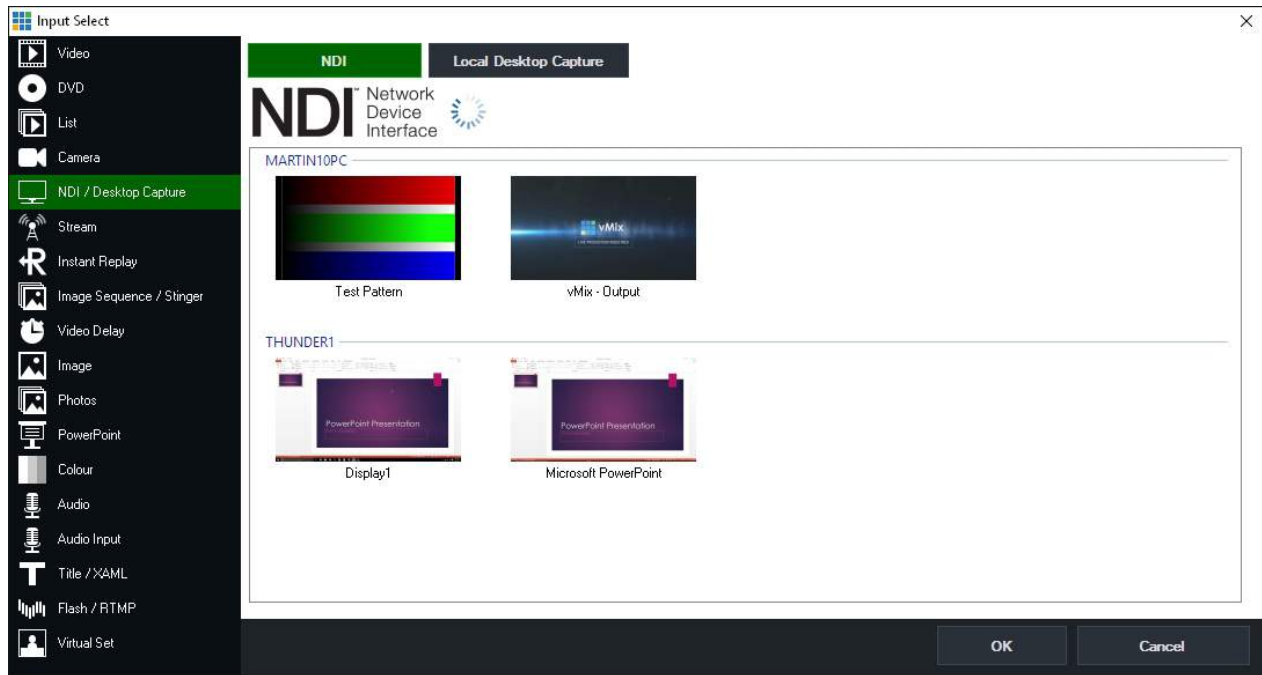 Input Select
Video
DVD
List
Camera
NDI / Desktop Capture
Stream
Instant Replay
Image Sequence / Stinger
Video Delay
Image
Photos
PowerPoint
Colour
Audio
Audio Input
Title / XAML
Flash / RTMP
Virtual Set
NDI
Local Desktop Capture
NDI™ Network
Device
Interface
MARTIN10PC
vMix
Test Pattern
vMix - Output
THUNDER1
PowerPoint Presentation
PowerPoint Presentation
Display1
Microsoft PowerPoint
OK
Cancel